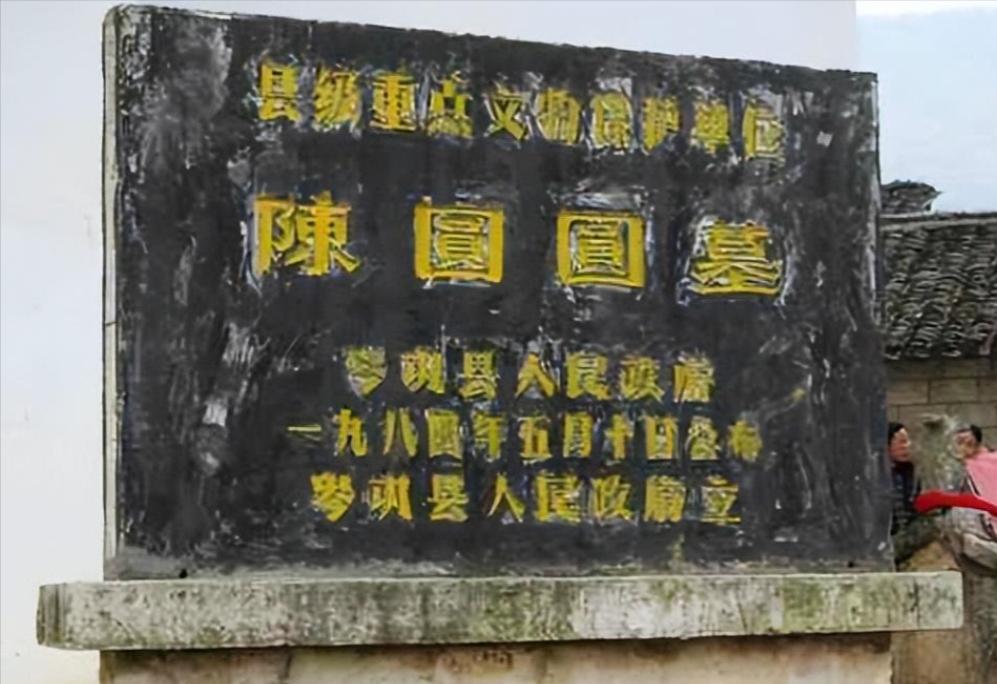 县级重点文物保护单位
陳圓圓墓
岑巩县人民政府
一九八四年五月十日公布
岑巩县人民政府立